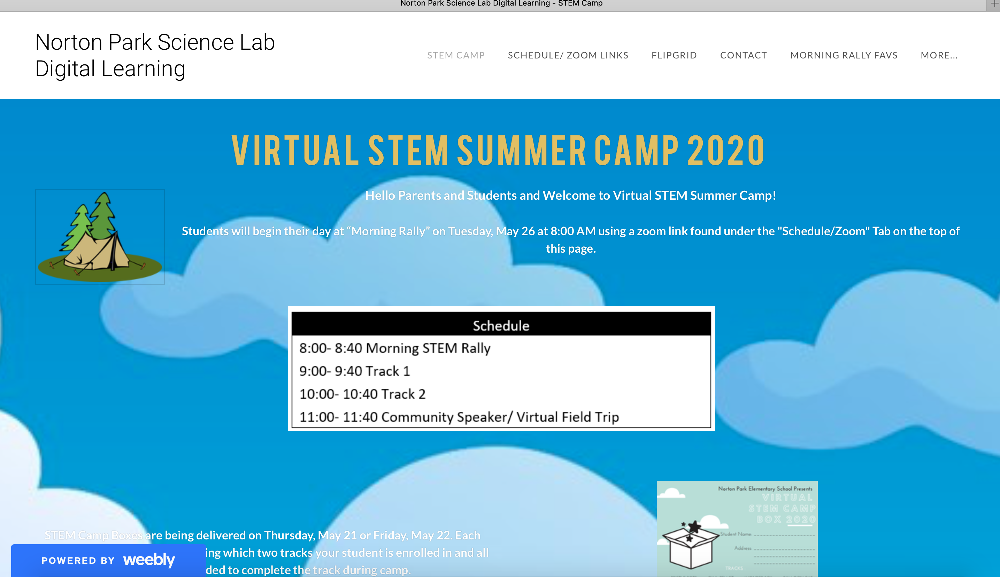 Norton Park Science Lab Digital Learning - STEM Camp
Norton Park Science Lab
Digital Learning
STEM CAMP SCHEDULE/ ZOOM LINKS FLIPGRID CONTACT MORNING RALLY FAVS MORE...
VIRTUAL STEM SUMMER CAMP 2020
Hello Parents and Students and Welcome to Virtual STEM Summer Camp!
Students will begin their day at “Morning Rally” on Tuesday, May 26 at 8:00 AM using a zoom link found under the "Schedule/Zoom" Tab on the top of
this page.
Schedule
8:00- 8:40 Morning STEM Rally
9:00- 9:40 Track 1
10:00- 10:40 Track 2
11:00- 11:40 Community Speaker/ Virtual Field Trip
STEM Camp Boxes are being delivered on Thursday, May 21 or Friday, May 22. Each
which two tracks your student is enrolled in and all
to complete the track during camp.
POWERED BY weebly
Norton Park Elementary School Presents
VIRTUAL
STEM CAMP
BOX 2020
Student Name:
Address:
TRACKS